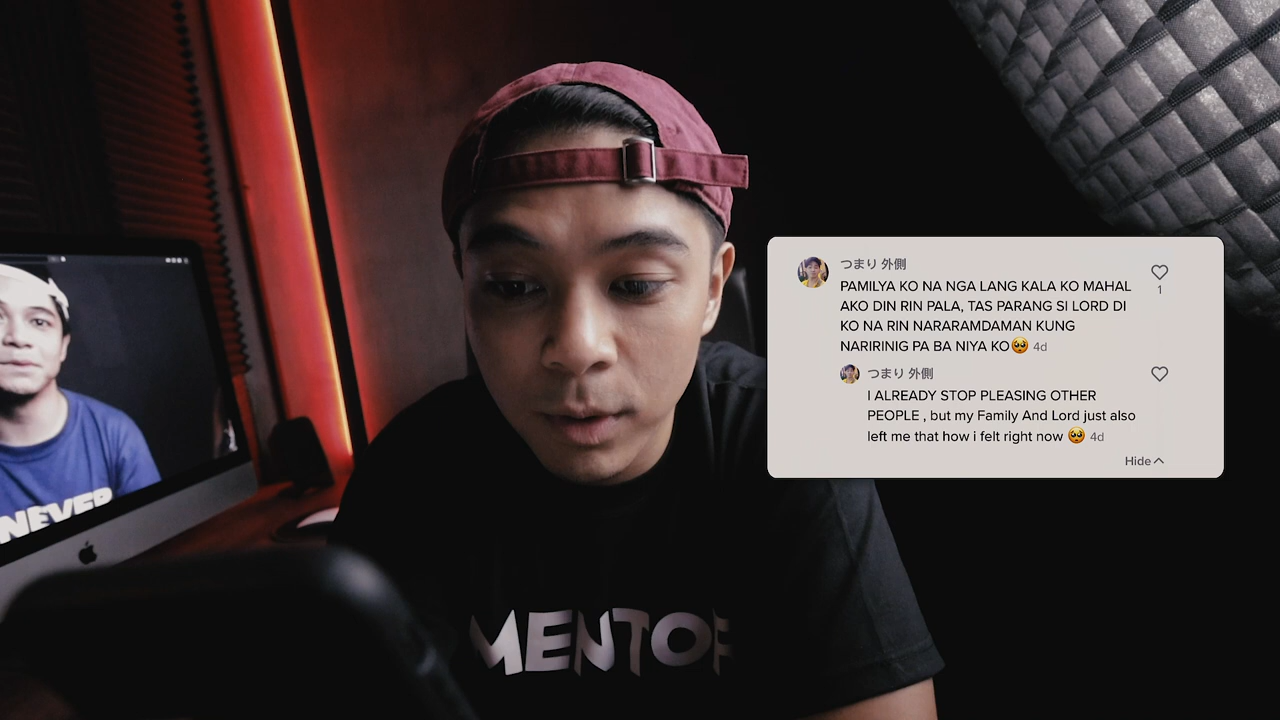 つまり 外側
PAMILYA KO NA NGA LANG KALA KO MAHAL
AKO DIN RIN PALA, TAS PARANG SI LORD DI
KO NA RIN NARARAMDAMAN KUNG
NARIRINIG PA BA NIYA KO🥺 4d
1
つまり 外側
I ALREADY STOP PLEASING OTHER
PEOPLE , but my Family And Lord just also
left me that how i felt right now 🥺 4d
Hide
NEVER
MENTOR